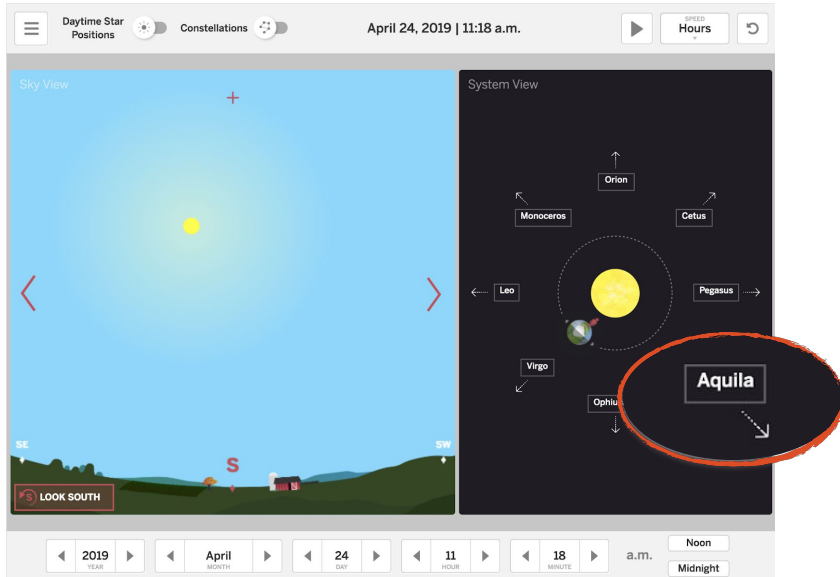 Daytime Star
Positions
Constellations
April 24, 2019 | 11:18 a.m.
SPEED
Hours
Sky View
System View
Orion
Monoceros
Cetus
Leo
Pegasus
Virgo
Aquila
Ophiu
SE
S
SW
S LOOK SOUTH
2019
YEAR
April
MONTH
24
DAY
11
HOUR
18
MINUTE
a.m.
Noon
Midnight